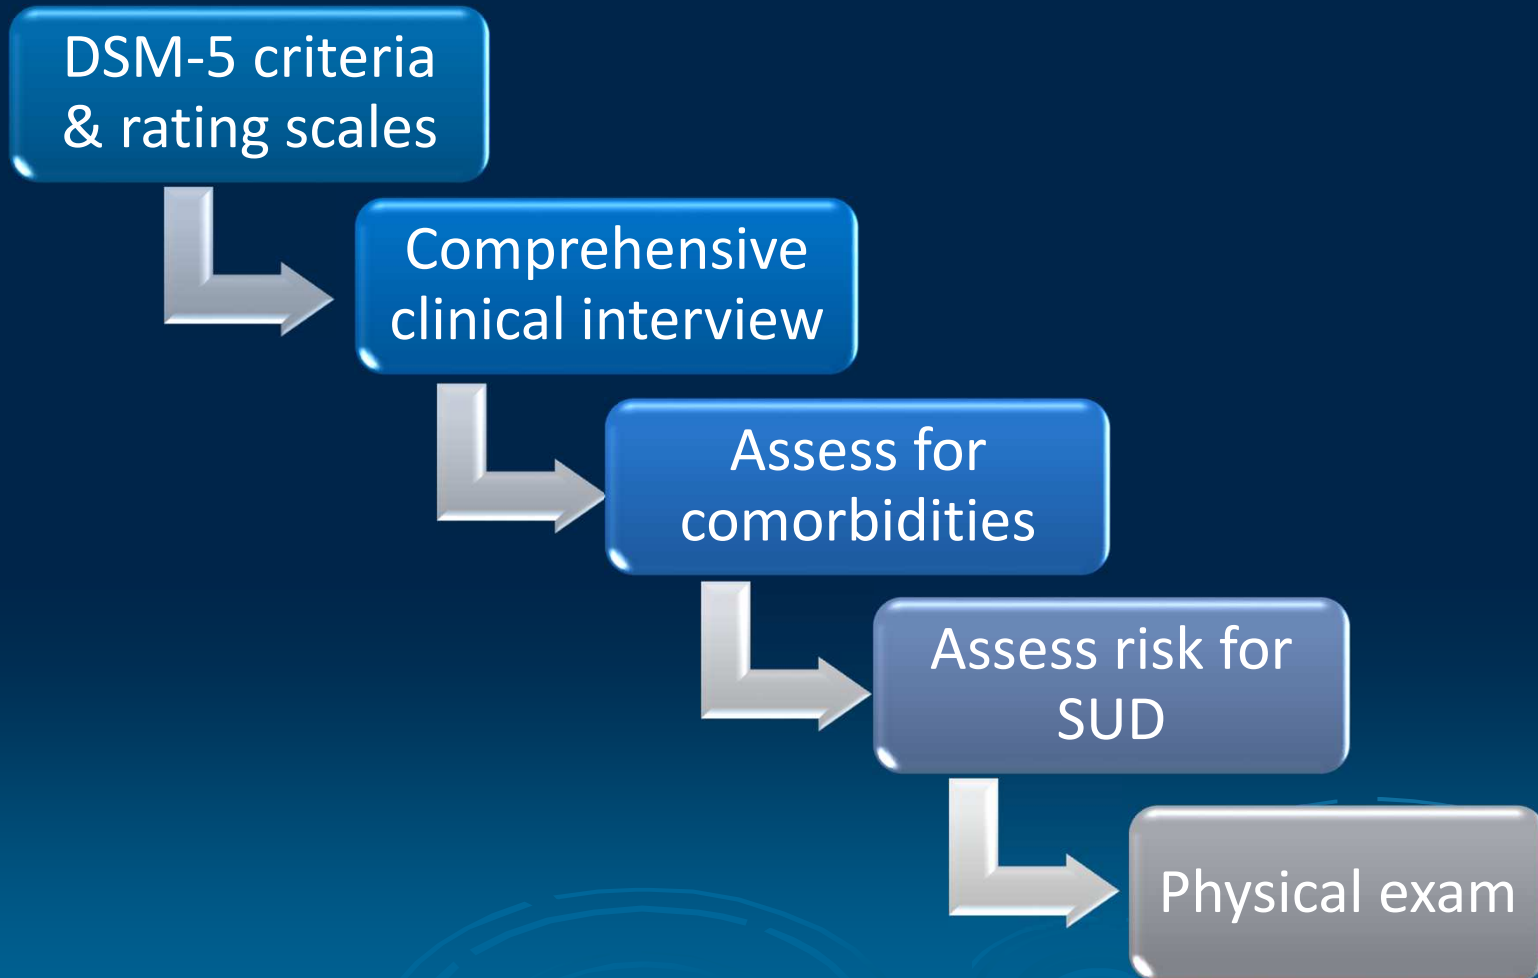 DSM-5 criteria
& rating scales
Comprehensive
clinical interview
Assess for
comorbidities
Assess risk for
SUD
Physical exam